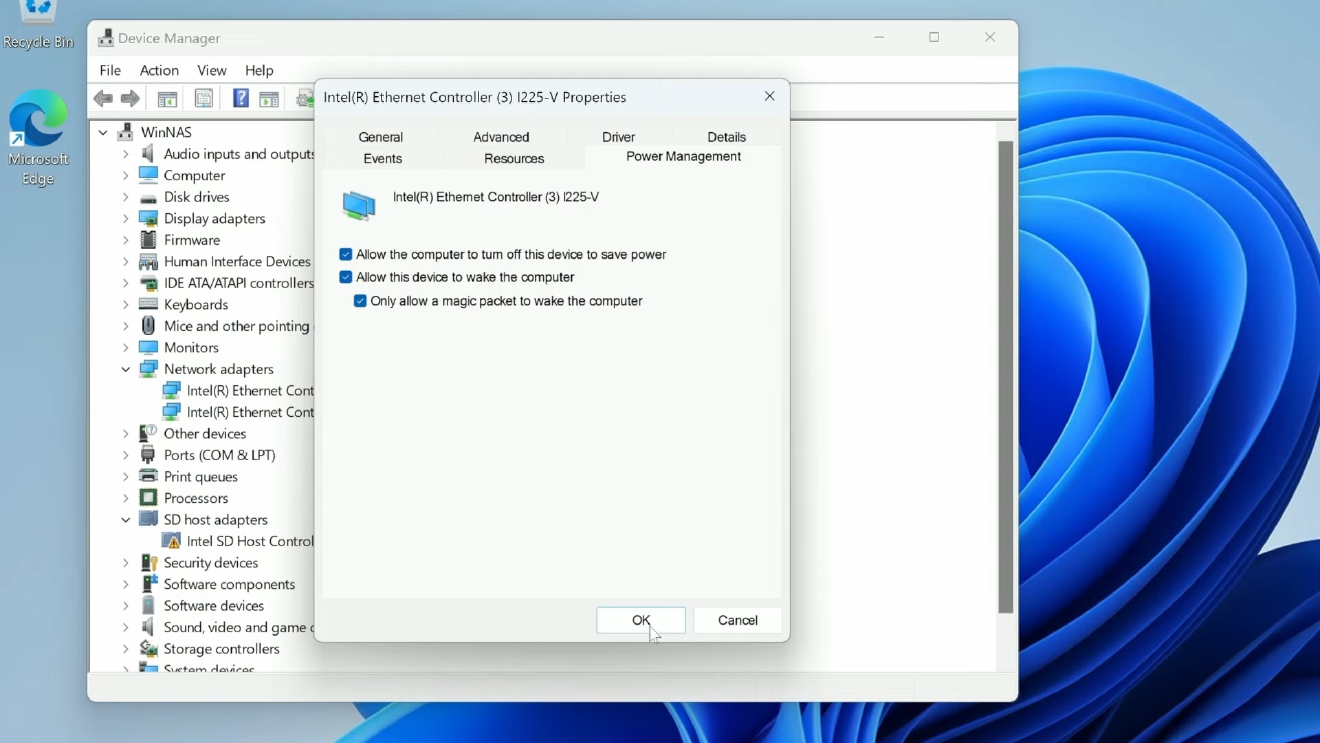 Recycle Bin
Microsoft
Edge
Device Manager
File Action View Help
WinNAS
Audio inputs and outputs
Computer
Disk drives
Display adapters
Firmware
Human Interface Devices
IDE ATA/ATAPI controllers
Keyboards
Mice and other pointing
Monitors
Network adapters
Intel(R) Ethernet Cont
Intel(R) Ethernet Cont
Other devices
Ports (COM & LPT)
Print queues
Processors
SD host adapters
Intel SD Host Control
Security devices
Software components
Software devices
Sound, video and game c
Storage controllers
System devices
Intel(R) Ethernet Controller (3) I225-V Properties
General Advanced Driver Details
Events Resources Power Management
Intel(R) Ethernet Controller (3) I225-V
Allow the computer to turn off this device to save power
Allow this device to wake the computer
Only allow a magic packet to wake the computer
OK Cancel